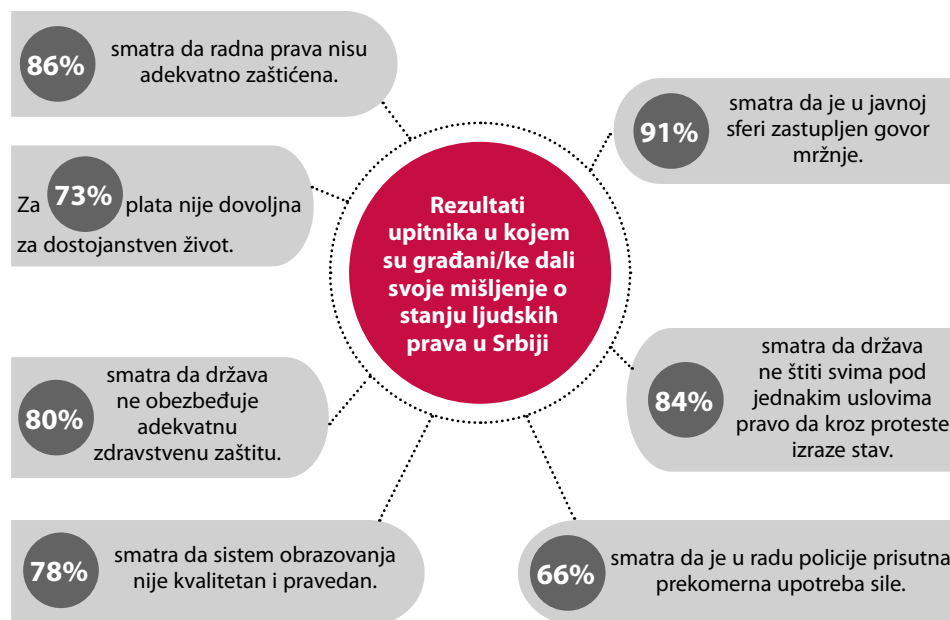 86%
smatra da radna prava nisu
adekvatno zaštićena.
Za 73% plata nije dovoljna
za dostojanstven život.
80%
smatra da država
ne obezbeđuje
adekvatnu
zdravstvenu zaštitu.
78%
smatra da sistem obrazovanja
nije kvalitetan i pravedan.
Rezultati
upitnika u kojem
su građani/ke dali
svoje mišljenje o
stanju ljudskih
prava u Srbiji
91%
smatra da je u javnoj
sferi zastupljen govor
mržnje.
84%
smatra da država
ne štiti svima pod
jednakim uslovima
pravo da kroz proteste
izraze stav.
66%
smatra da je u radu policije prisutna
prekomerna upotreba sile.